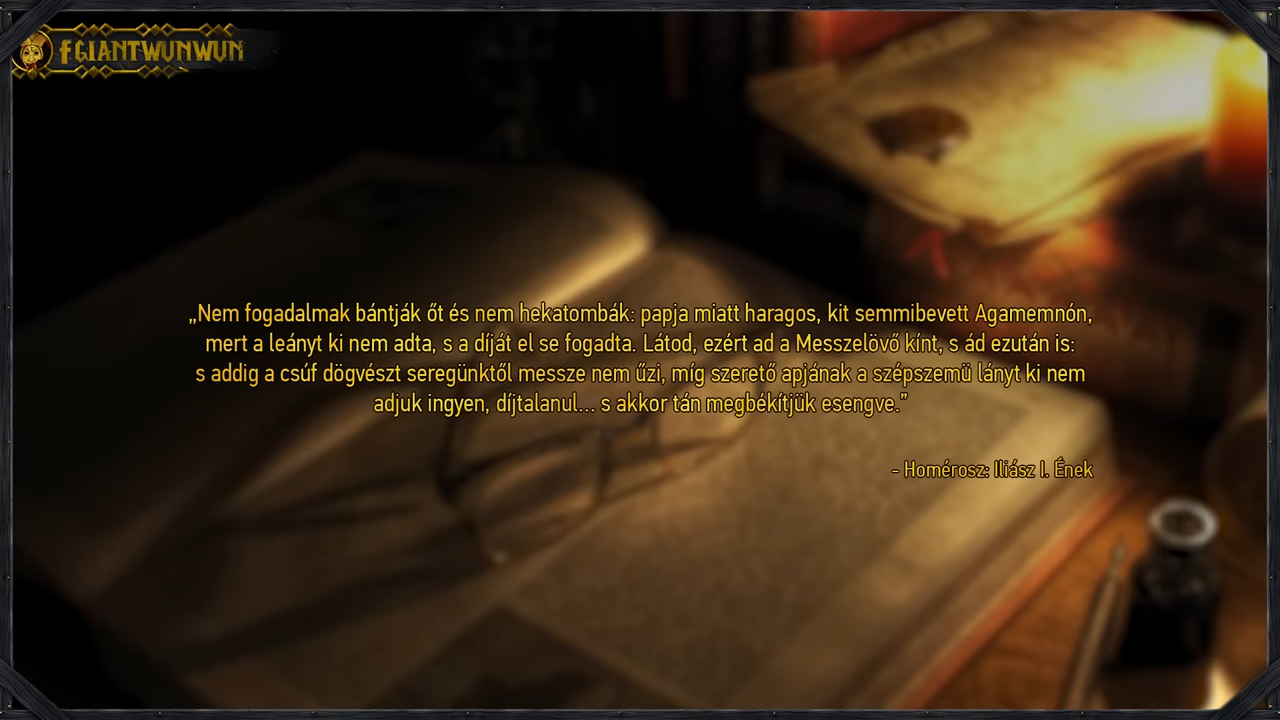 FGIANTWUNWUN
„Nem fogadalmak bántják őt és nem hekatombák: papja miatt haragos, kit semmibevett Agamemnón,
mert a leányt ki nem adta, s a díját el se fogadta. Látod, ezért ad a Messzelövő kínt, s ád ezután is:
s addig a csúf dögvészt seregünktől messze nem űzi, míg szerető apjának a szépszemü lányt ki nem
adjuk ingyen, díjtalanul... s akkor tán megbékítjük esengve.”
- Homérosz: Iliász I. Ének